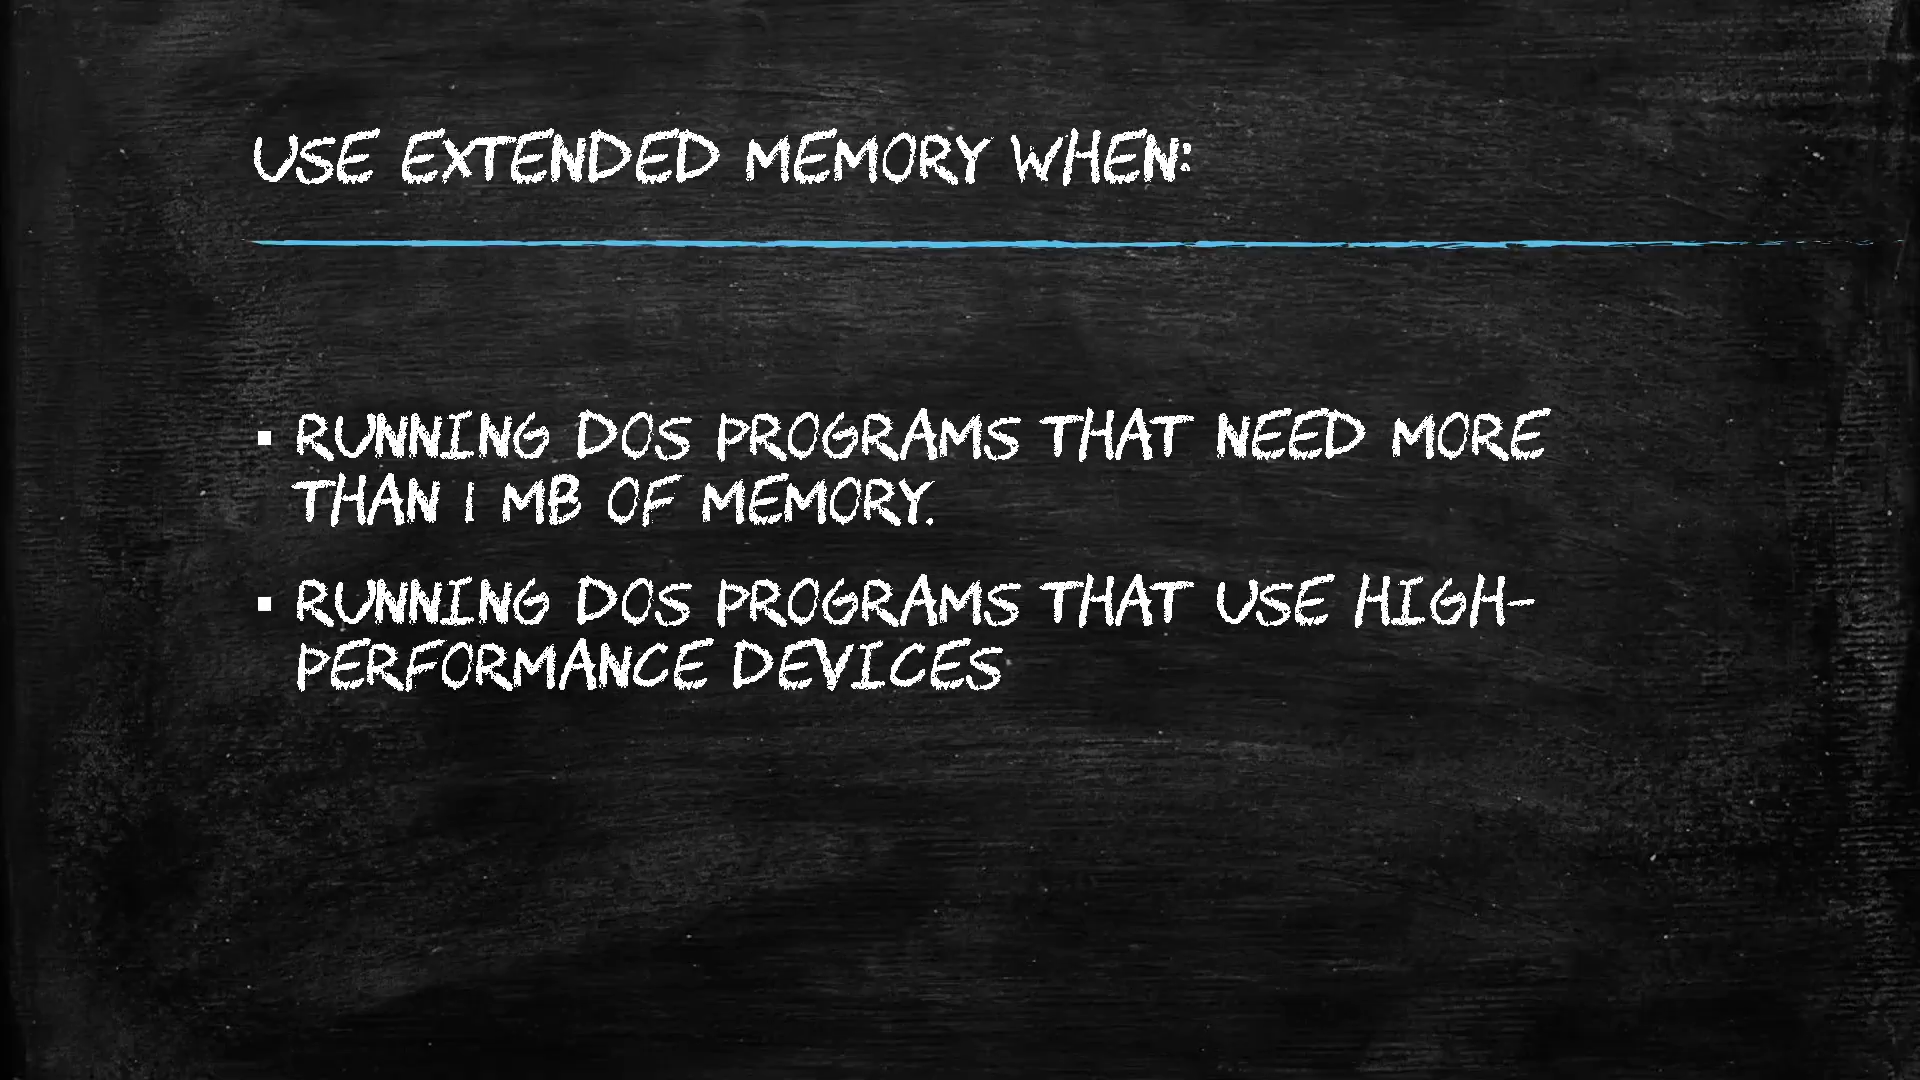 USE EXTENDED MEMORY WHEN:
▪ RUNNING DOS PROGRAMS THAT NEED MORE
THAN 1 MB OF MEMORY.
▪ RUNNING DOS PROGRAMS THAT USE HIGH-
PERFORMANCE DEVICES